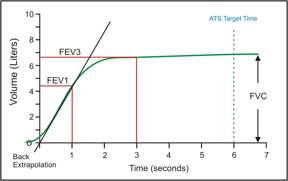 ATS Target Time
10
8
6
4
2
0
Volume (Liters)
FEV3
FEV1
FVC
0
1
2
3
4
5
6
7
Back
Extrapolation
Time (seconds)